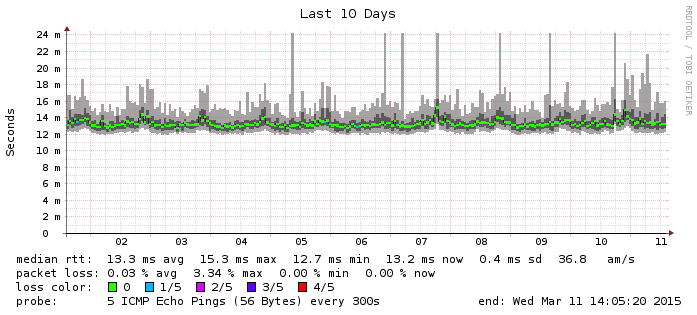 Last 10 Days
RRDTOOL / TOBI OETIKER
Seconds
24 m
22 m
20 m
18 m
16 m
14 m
12 m
10 m
8 m
6 m
4 m
2 m
0
02 03 04 05 06 07 08 09 10 11
median rtt: 13.3 ms avg 15.3 ms max 12.7 ms min 13.2 ms now 0.4 ms sd 36.8 am/s
packet loss: 0.03 % avg 3.34 % max 0.00 % min 0.00 % now
loss color: 0 1/5 2/5 3/5 4/5
probe: 5 ICMP Echo Pings (56 Bytes) every 300s end: Wed Mar 11 14:05:20 2015